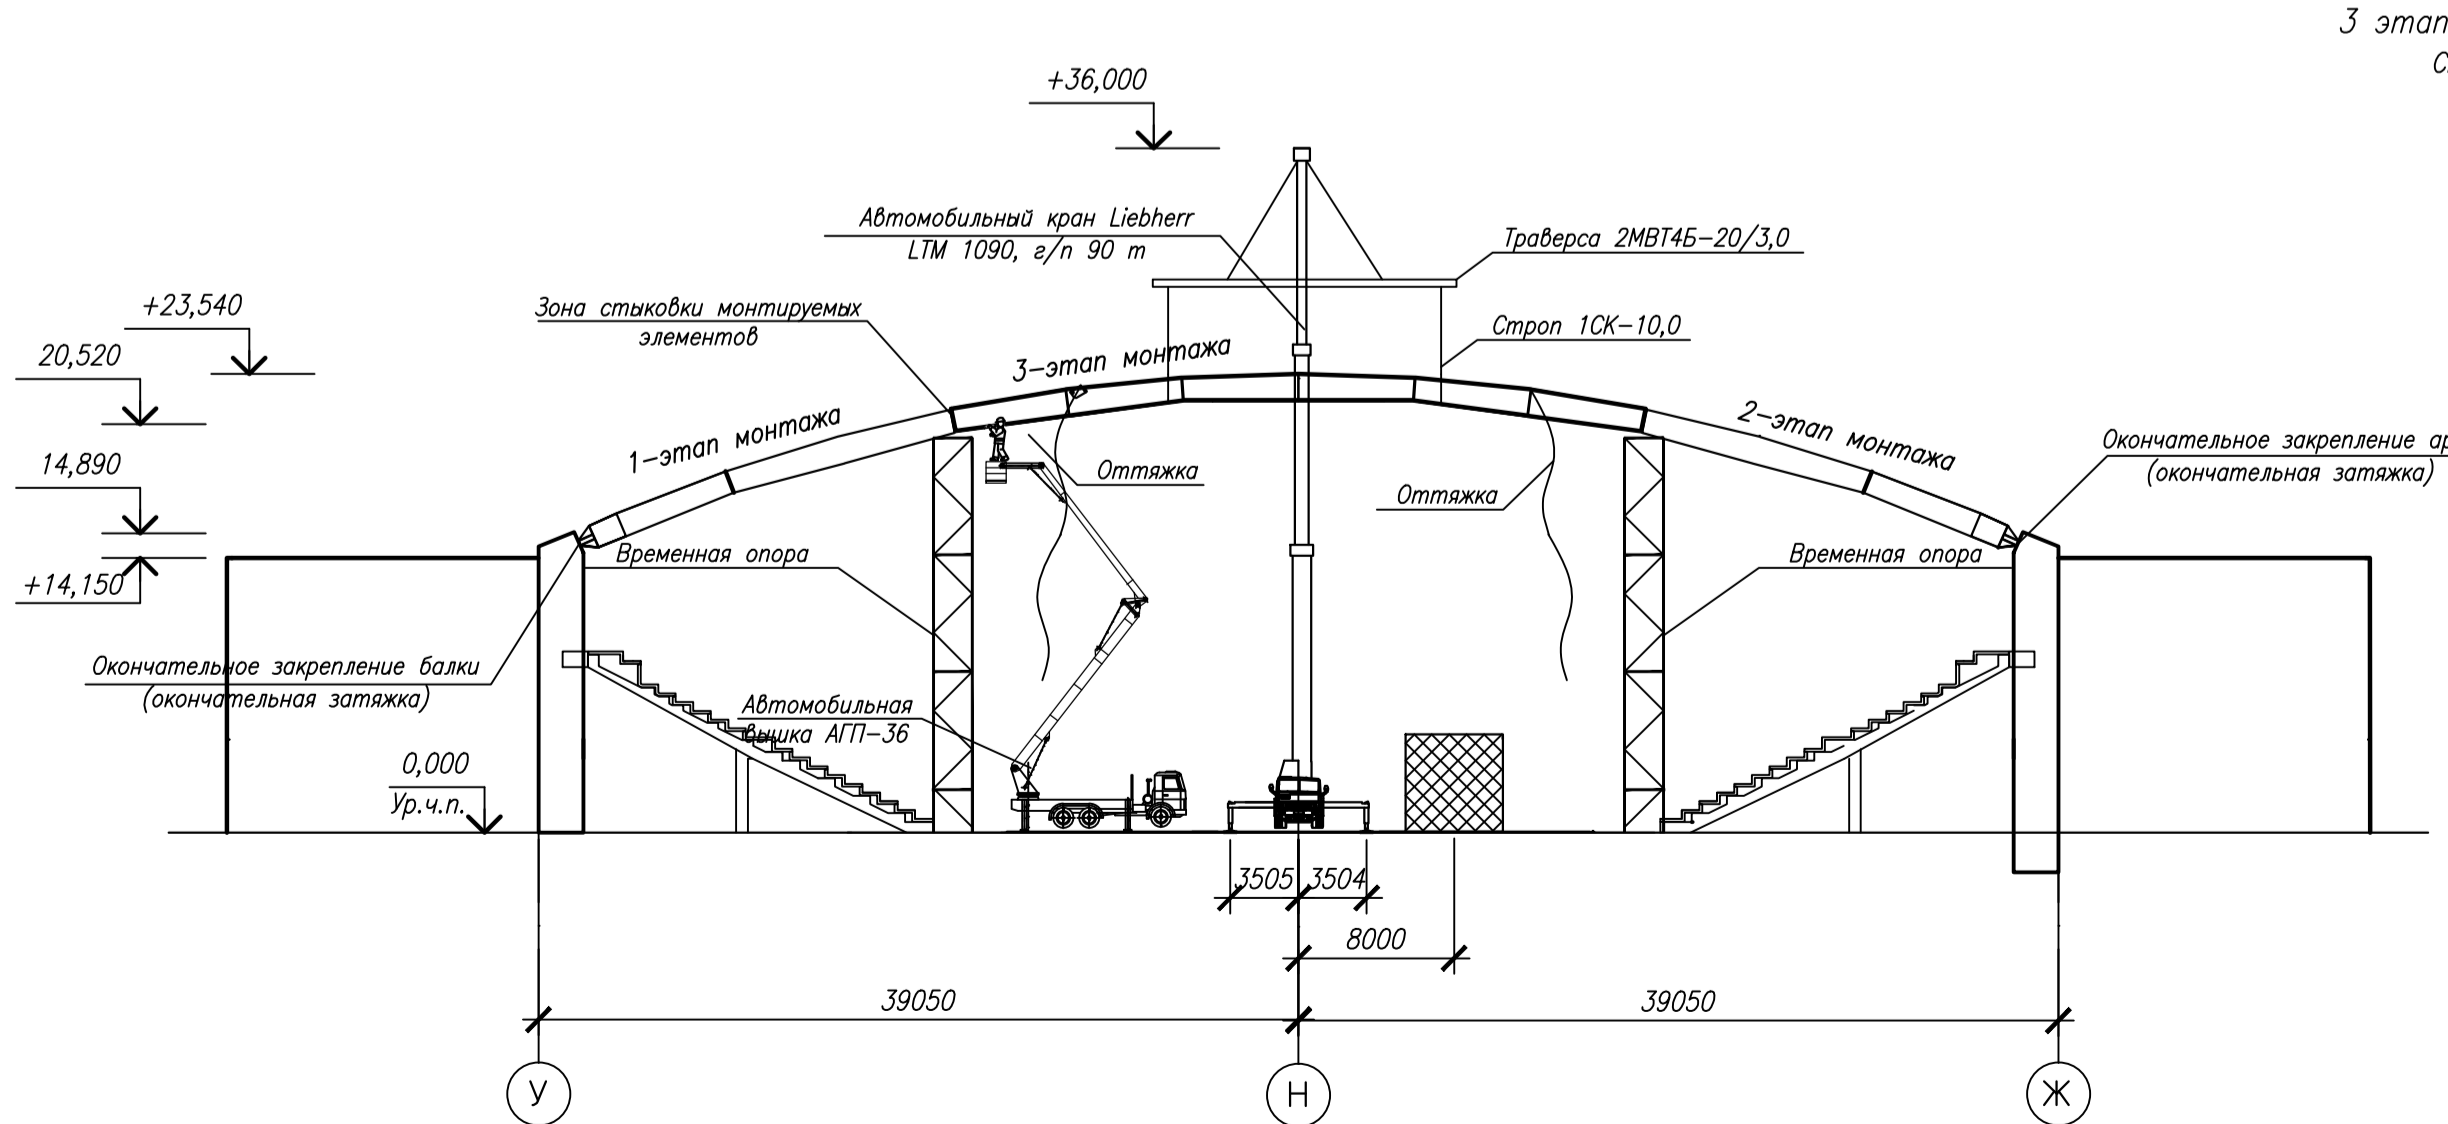 3 этап
+36,000
Автомобильный кран Liebherr
LTM 1090, г/п 90 т
Траверса 2МВТ4Б-20/3,0
+23,540
Зона стыковки монтируемых
элементов
Строп 1СК-10,0
20,520
3-этап монтажа
1-этап монтажа
2-этап монтажа
14,890
Оттяжка
Оттяжка
Окончательное закрепление
(окончательная затяжка)
+14,150
Временная опора
Временная опора
Окончательное закрепление балки
(окончательная затяжка)
Автомобильная
вышка АГП-36
0,000
Ур.ч.п.
3505
3504
8000
39050
39050
У
Н
Ж